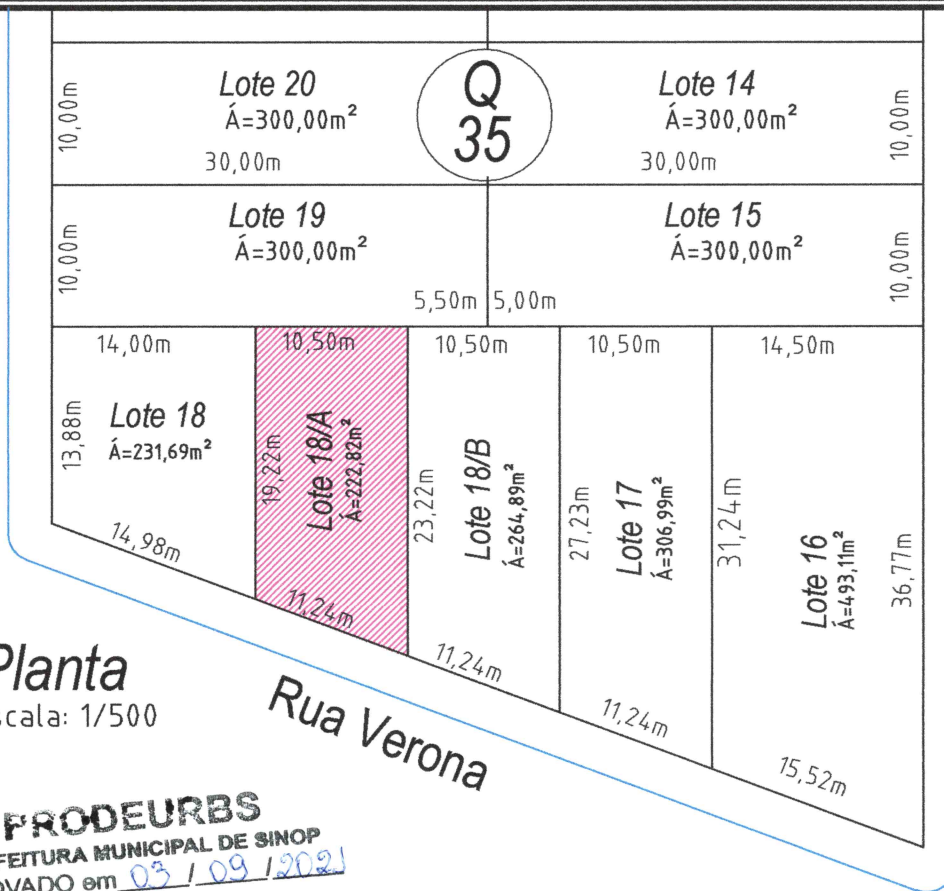 Lote 20
Á=300,00m²
10,00m
30,00m
Q
35
Lote 14
Á=300,00m²
10,00m
30,00m
Lote 19
Á=300,00m²
10,00m
5,50m
5,00m
Lote 15
Á=300,00m²
10,00m
14,00m
13,88m
Lote 18
Á=231,69m²
14,98m
10,50m
19,22m
Lote 18/A
Á=222,82m²
11,24m
10,50m
23,22m
Lote 18/B
Á=264,89m²
11,24m
10,50m
27,23m
Lote 17
Á=306,99m²
11,24m
14,50m
31,24m
Lote 16
Á=493,11m²
36,77m
15,52m
Rua Verona
Planta
cala: 1/500
PRODEURBS
FEITURA MUNICIPAL DE SINOP
OVADO em 03 / 09 / 2021